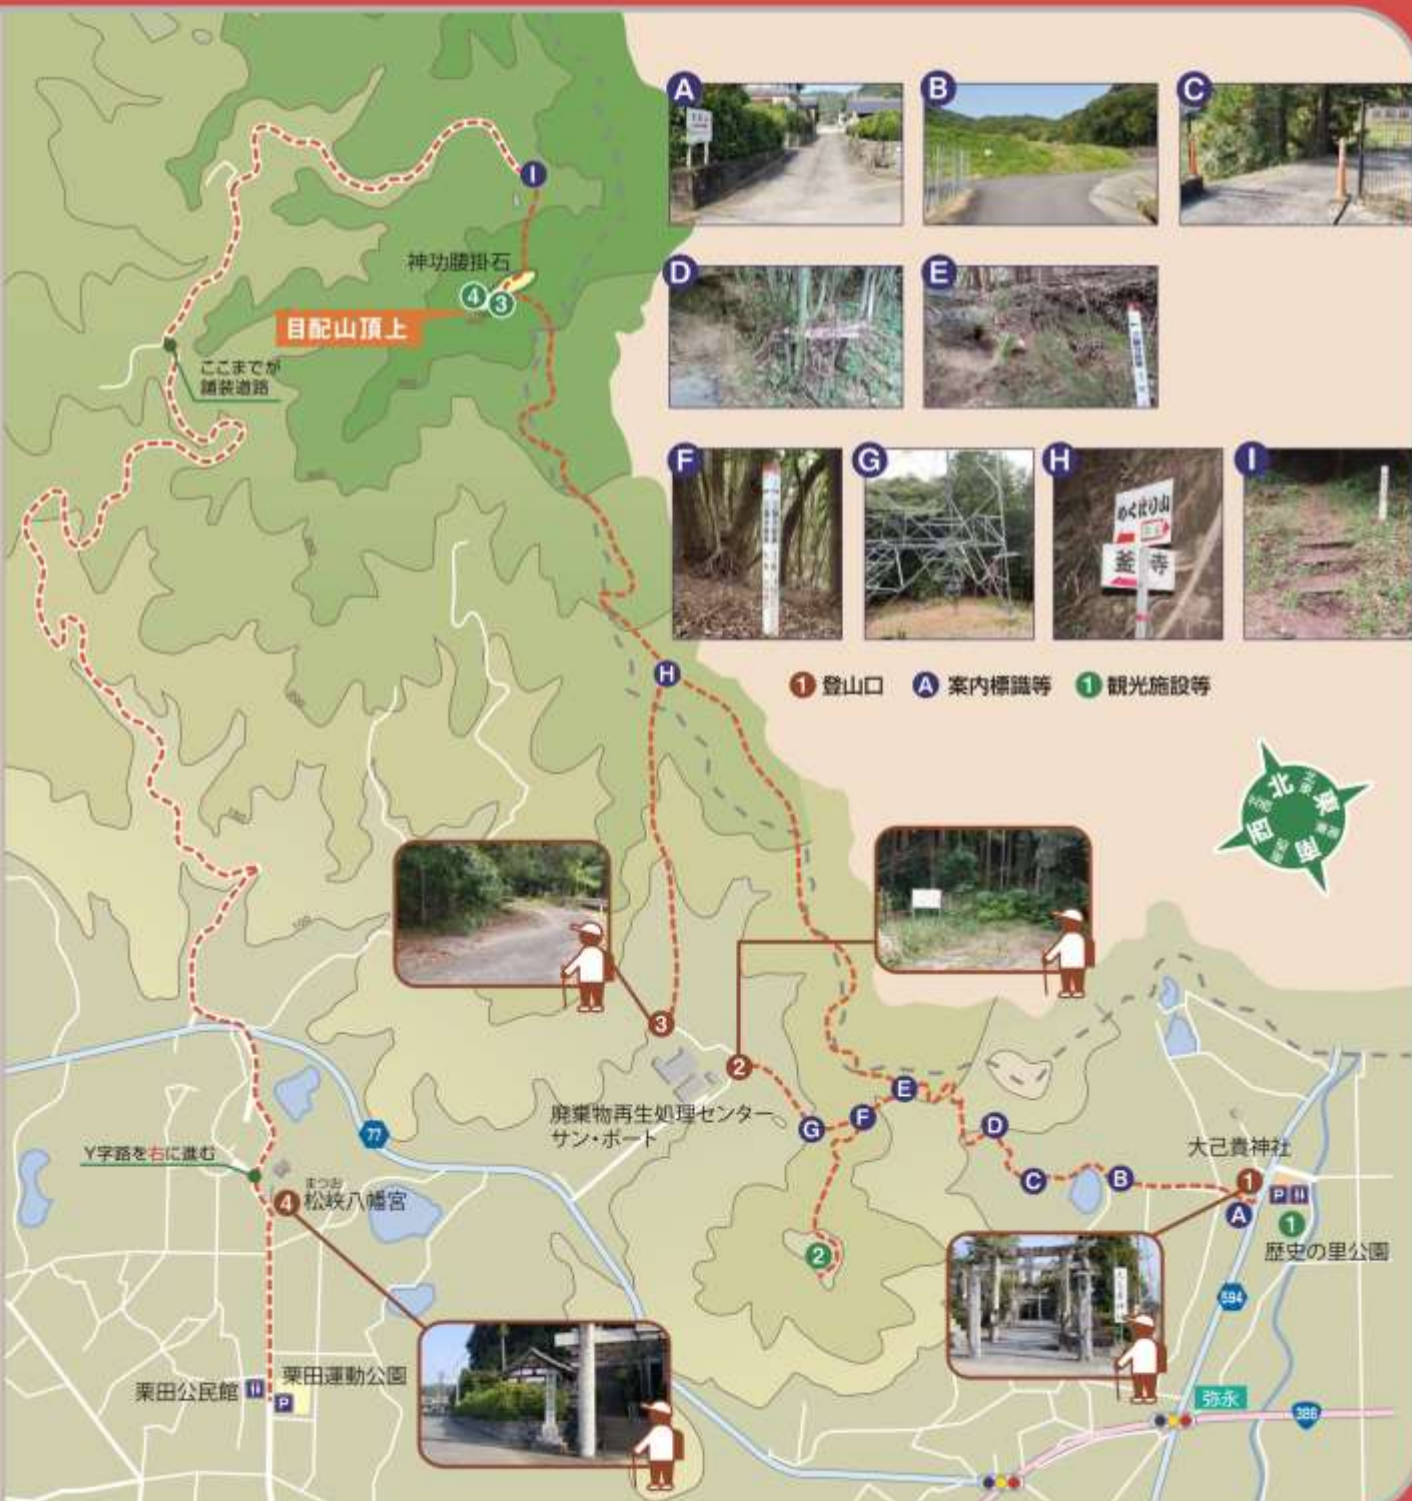 A
B
C
D
E
F
G
H
I
めくばり山
釜 寺
1 登山口
A 案内標識等
1 観光施設等
北
東
南
西
I
神功腰掛石
4
3
目配山頂上
ここまでが
舗装道路
H
3
2
廃棄物再生処理センター
サン・ポート
G
F
E
D
C
B
大己貴神社
1
P
A
1
歴史の里公園
2
77
Y字路を右に進む
まつお
4 松峡八幡宮
594
栗田公民館
栗田運動公園
P
弥永
386
100